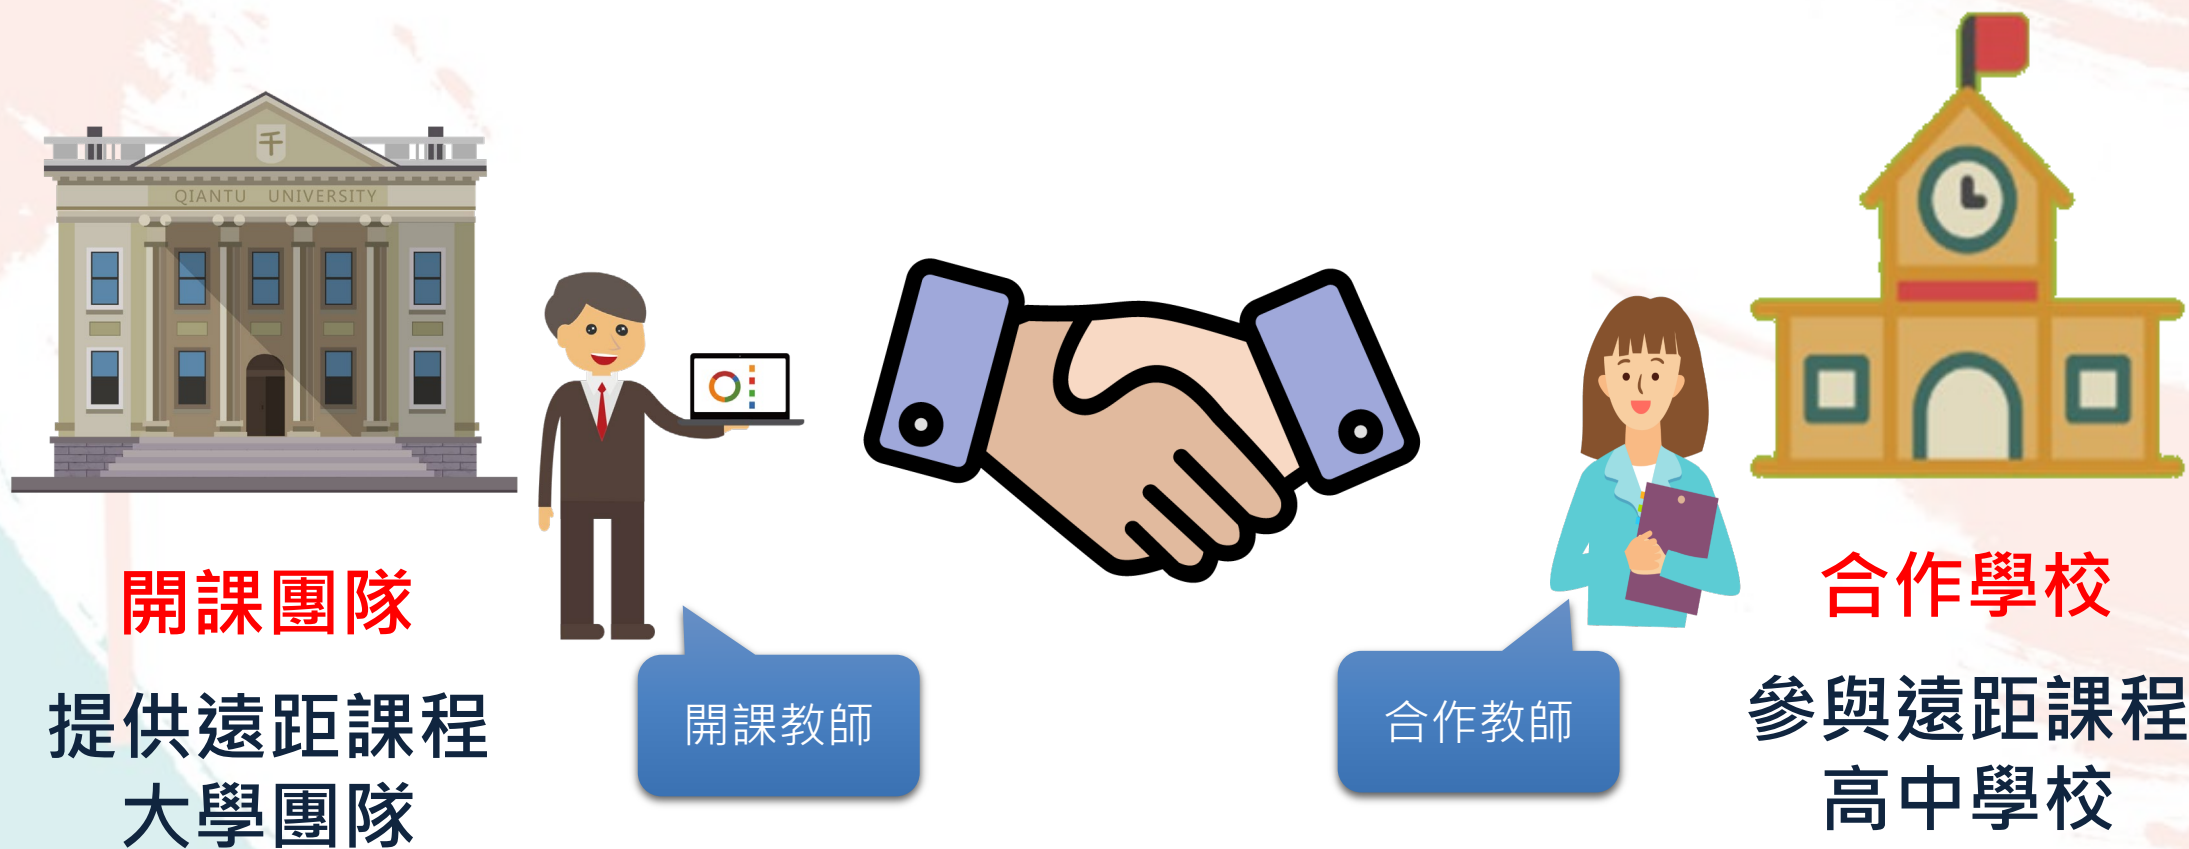 千
QIANTU UNIVERSITY
開課團隊
提供遠距課程
大學團隊
開課教師
合作教師
合作學校
參與遠距課程
高中學校